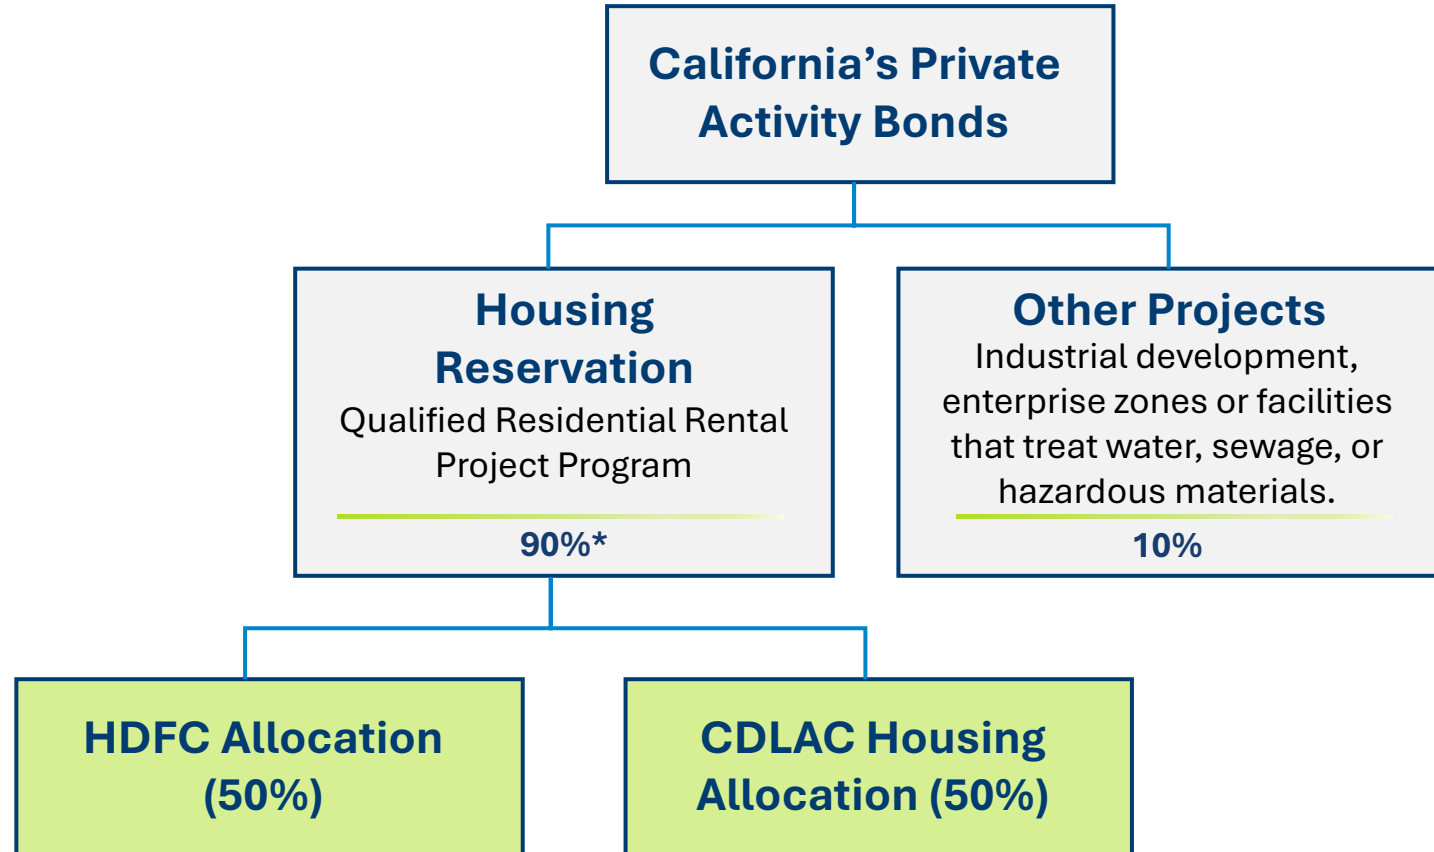 California’s Private
Activity Bonds
Housing
Reservation
Qualified Residential Rental
Project Program
90%*
Other Projects
Industrial development,
enterprise zones or facilities
that treat water, sewage, or
hazardous materials.
10%
HDFC Allocation
(50%)
CDLAC Housing
Allocation (50%)